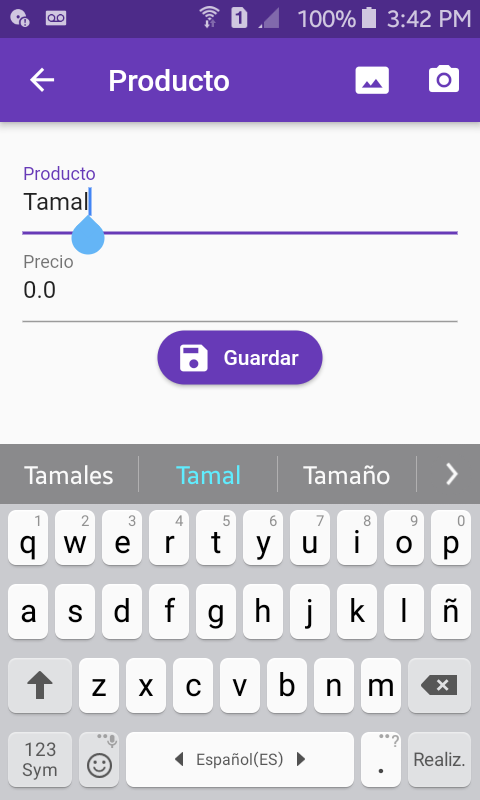 1 100% 3:42 PM
Producto
Producto
Tamal
Precio
0.0
Guardar
Tamales Tamal Tamaño
1 2 3 4 5 6 7 8 9 0
q w e r t y u i o p
a s d f g h j k l ñ
z x c v b n m
123 Sym Español(ES) . ? Realiz.